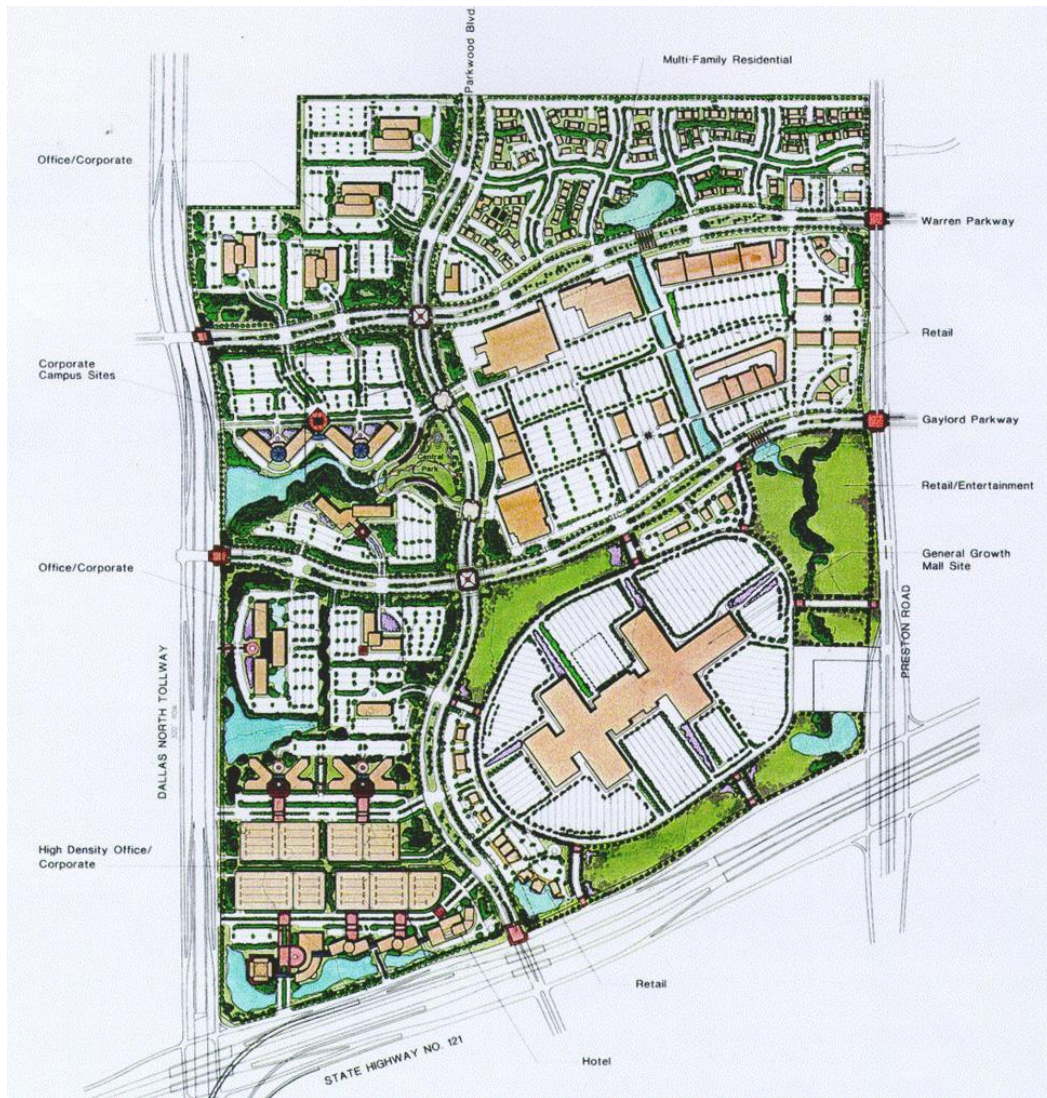 Parkwood Blvd.
Multi-Family Residential
Office/Corporate
Warren Parkway
Retail
Corporate
Campus Sites
Gaylord Parkway
Central
Park
Retail/Entertainment
General Growth
Mall Site
Office/Corporate
PRESTON ROAD
DALLAS NORTH TOLLWAY
High Density Office/
Corporate
Retail
Hotel
STATE HIGHWAY NO. 121